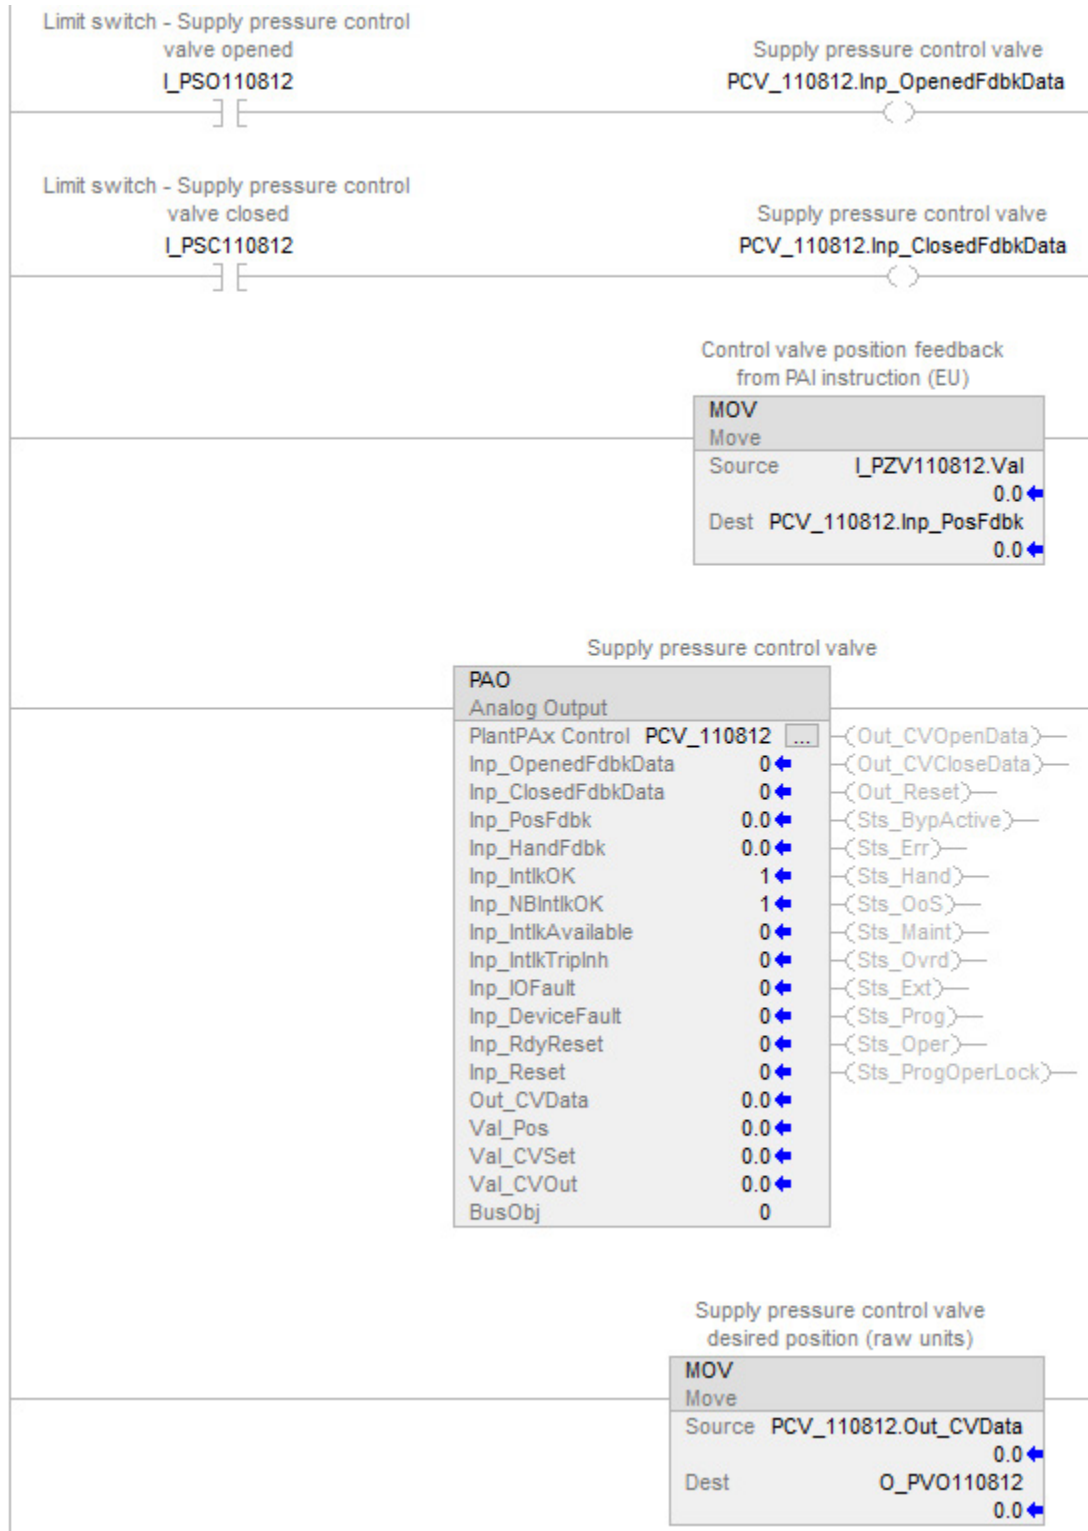 Limit switch - Supply pressure control
valve opened
I_PSO110812
Supply pressure control valve
PCV_110812.Inp_OpenedFdbkData
Limit switch - Supply pressure control
valve closed
I_PSC110812
Supply pressure control valve
PCV_110812.Inp_ClosedFdbkData
Control valve position feedback
from PAI instruction (EU)
MOV
Move
Source I_PZV110812.Val
0.0
Dest PCV_110812.Inp_PosFdbk
0.0
Supply pressure control valve
PAO
Analog Output
PlantPAx Control PCV_110812 ... (Out_CVOpenData)
Inp_OpenedFdbkData 0 (Out_CVCloseData)
Inp_ClosedFdbkData 0 (Out_Reset)
Inp_PosFdbk 0.0 (Sts_BypActive)
Inp_HandFdbk 0.0 (Sts_Err)
Inp_IntlkOK 1 (Sts_Hand)
Inp_NBIntlkOK 1 (Sts_OoS)
Inp_IntlkAvailable 0 (Sts_Maint)
Inp_IntlkTripInh 0 (Sts_Ovrd)
Inp_IOFault 0 (Sts_Ext)
Inp_DeviceFault 0 (Sts_Prog)
Inp_RdyReset 0 (Sts_Oper)
Inp_Reset 0 (Sts_ProgOperLock)
Out_CVData 0.0
Val_Pos 0.0
Val_CVSet 0.0
Val_CVOut 0.0
BusObj 0
Supply pressure control valve
desired position (raw units)
MOV
Move
Source PCV_110812.Out_CVData
0.0
Dest O_PVO110812
0.0